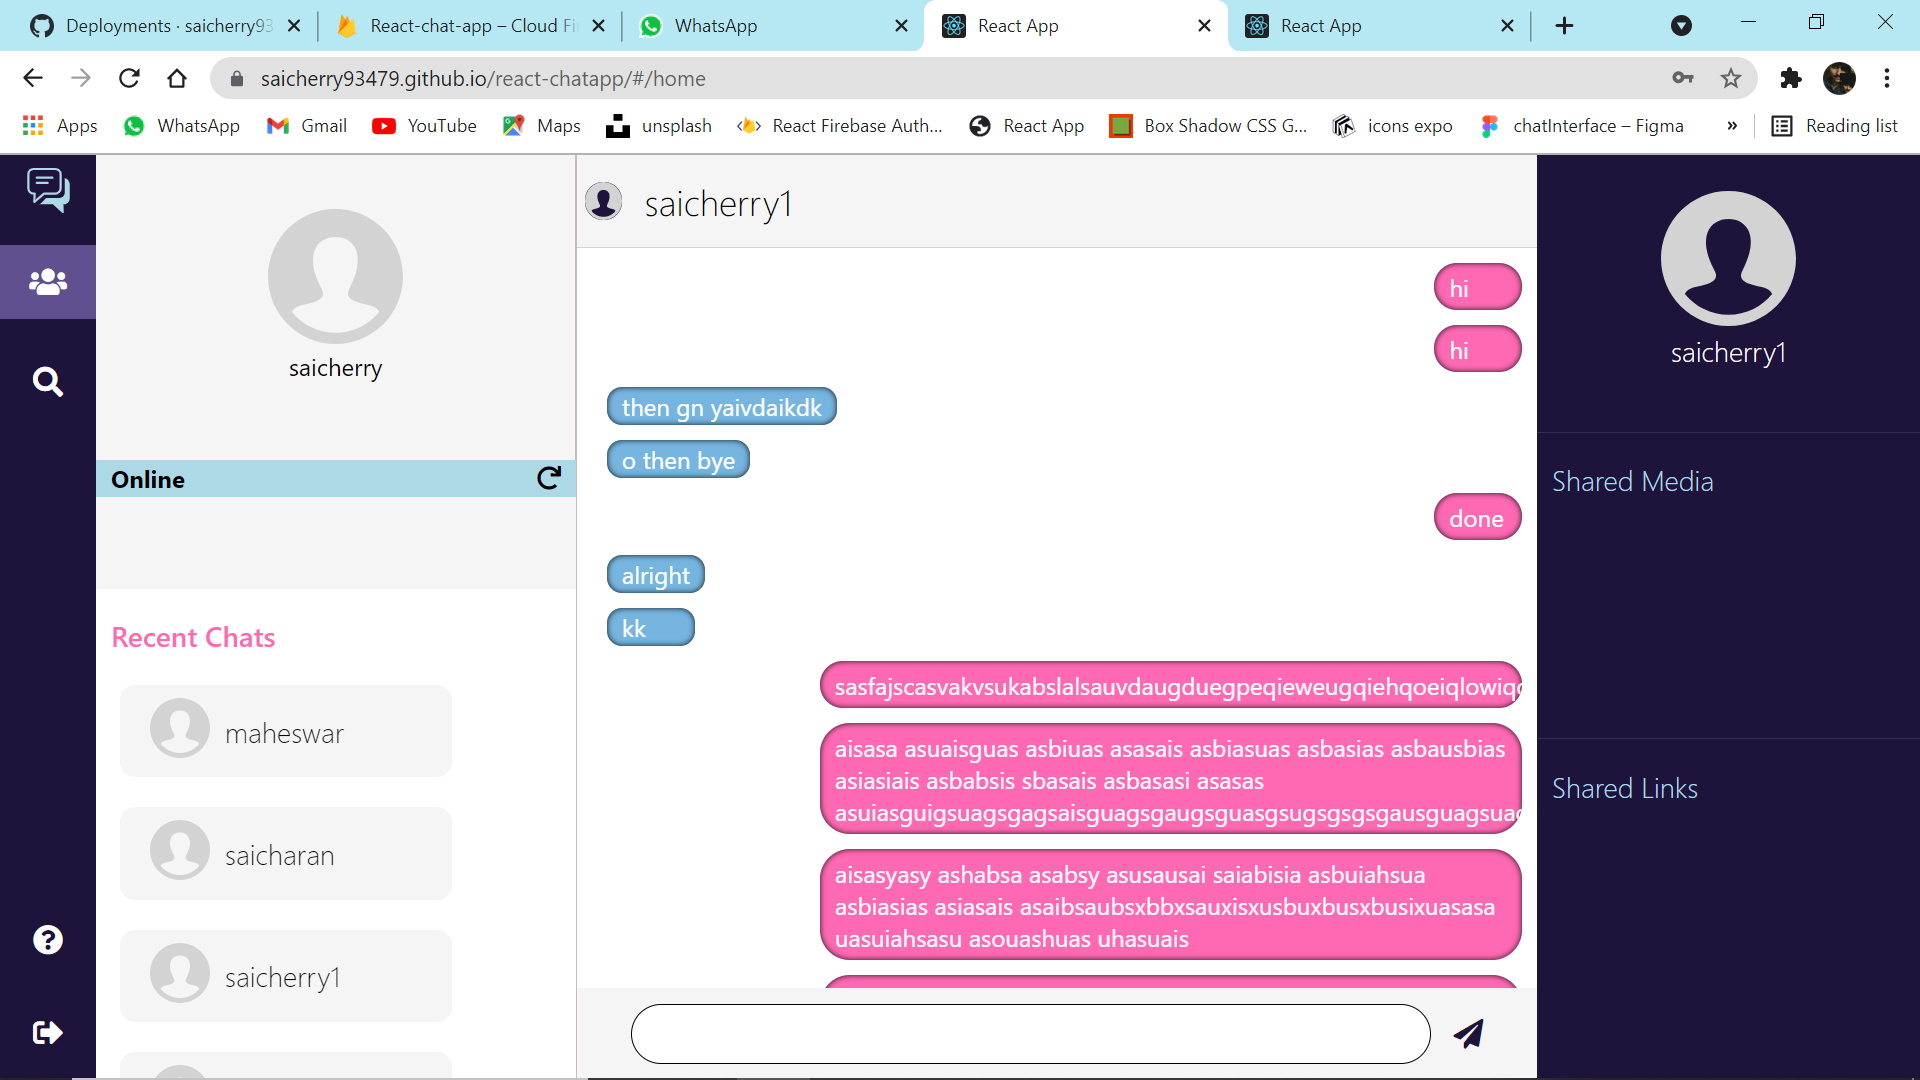 Deployments · saicherry93
React-chat-app – Cloud Fi
WhatsApp
React App
React App
saicherry93479.github.io/react-chatapp/#/home
Apps
WhatsApp
Gmail
YouTube
Maps
unsplash
React Firebase Auth...
React App
Box Shadow CSS G...
icons expo
chatInterface – Figma
»
Reading list
saicherry
Online
Recent Chats
maheswar
saicharan
saicherry1
saicherry1
hi
hi
then gn yaivdaikdk
o then bye
done
alright
kk
sasfajscasvakvsukabslalsauvdaugduegpeqieweugqiehqoeiqlowiqd
aisasa asuaisguas asbiuas asasais asbiasuas asbasias asbausbias
asiasiais asbabsis sbasais asbasasi asasas
asuiasguigsuagsgagsaisguagsgaugsguasgsugsgsgsgausguagsuag
aisasyasy ashabsa asabsy asusausai saiabisia asbuiahsua
asbiasias asiasais asaibsaubsxbbxsauxisxusbuxbusxbusixuasasa
uasuiahsasu asouashuas uhasuais
saicherry1
Shared Media
Shared Links